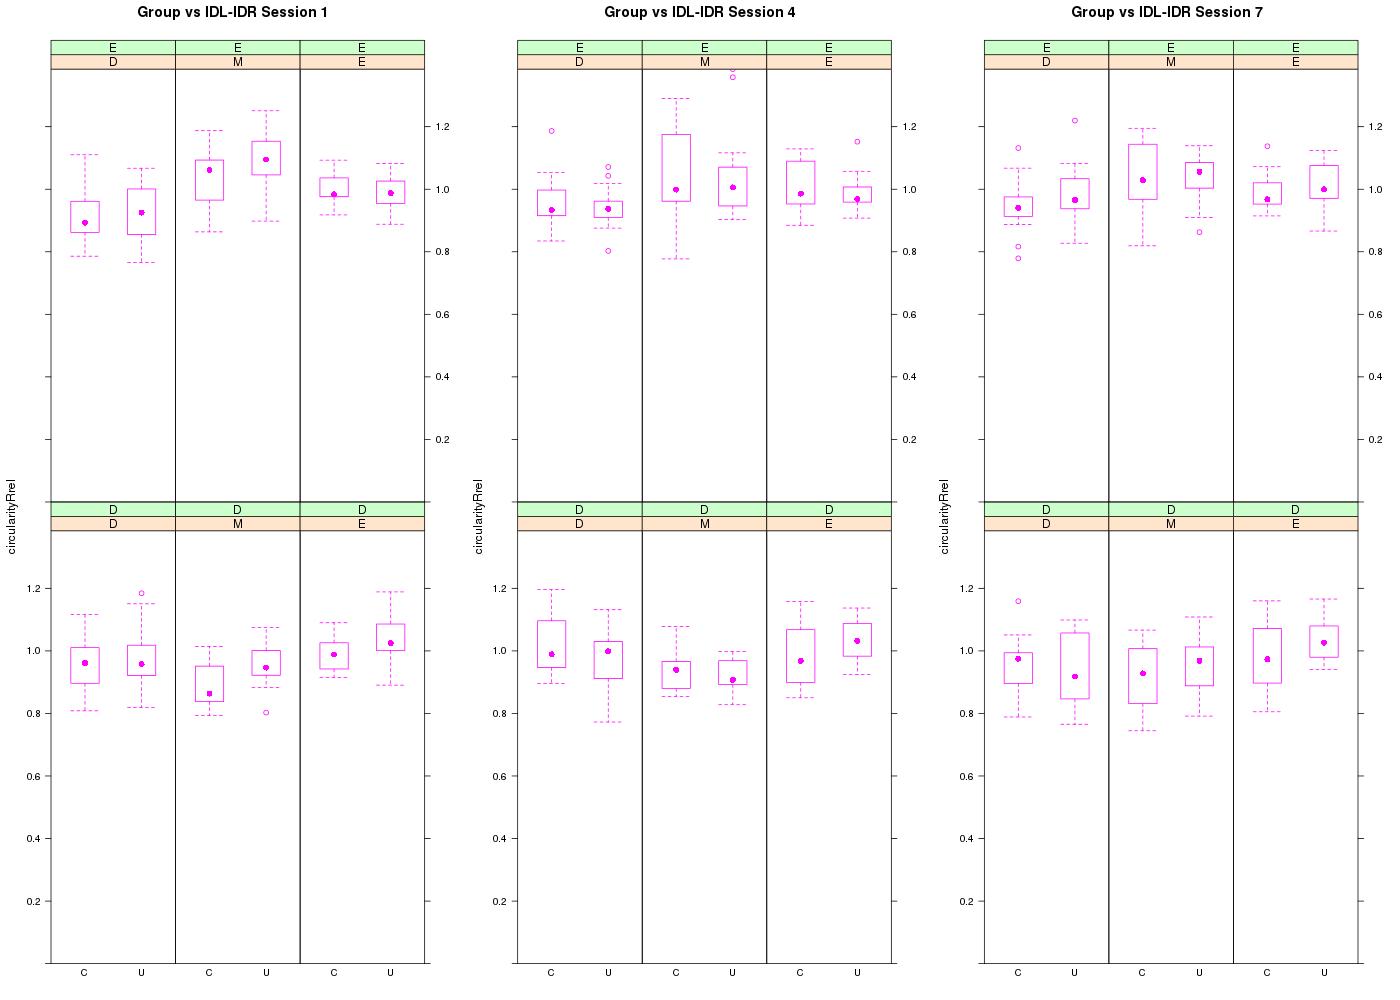 Group vs IDL-IDR Session 1 Group vs IDL-IDR Session 4 Group vs IDL-IDR Session 7
E E E E E E E E E
D M E D M E D M E
1.2 1.2 1.2
1.0 1.0 1.0
0.8 0.8 0.8
0.6 0.6 0.6
0.4 0.4 0.4
0.2 0.2 0.2
circularityRrel circularityRrel circularityRrel
D D D D D D D D D
D M E D M E D M E
1.2 1.2 1.2
1.0 1.0 1.0
0.8 0.8 0.8
0.6 0.6 0.6
0.4 0.4 0.4
0.2 0.2 0.2
C U C U C U C U C U C U C U C U C U